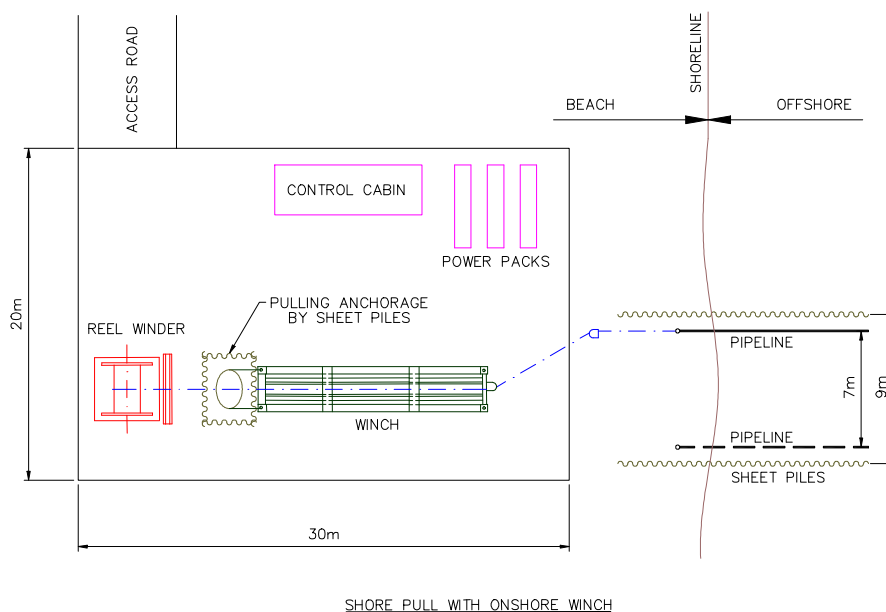 ACCESS ROAD
SHORELINE
BEACH
OFFSHORE
CONTROL CABIN
POWER PACKS
20m
PULLING ANCHORAGE
BY SHEET PILES
REEL WINDER
WINCH
PIPELINE
7m
9m
PIPELINE
SHEET PILES
30m
SHORE PULL WITH ONSHORE WINCH